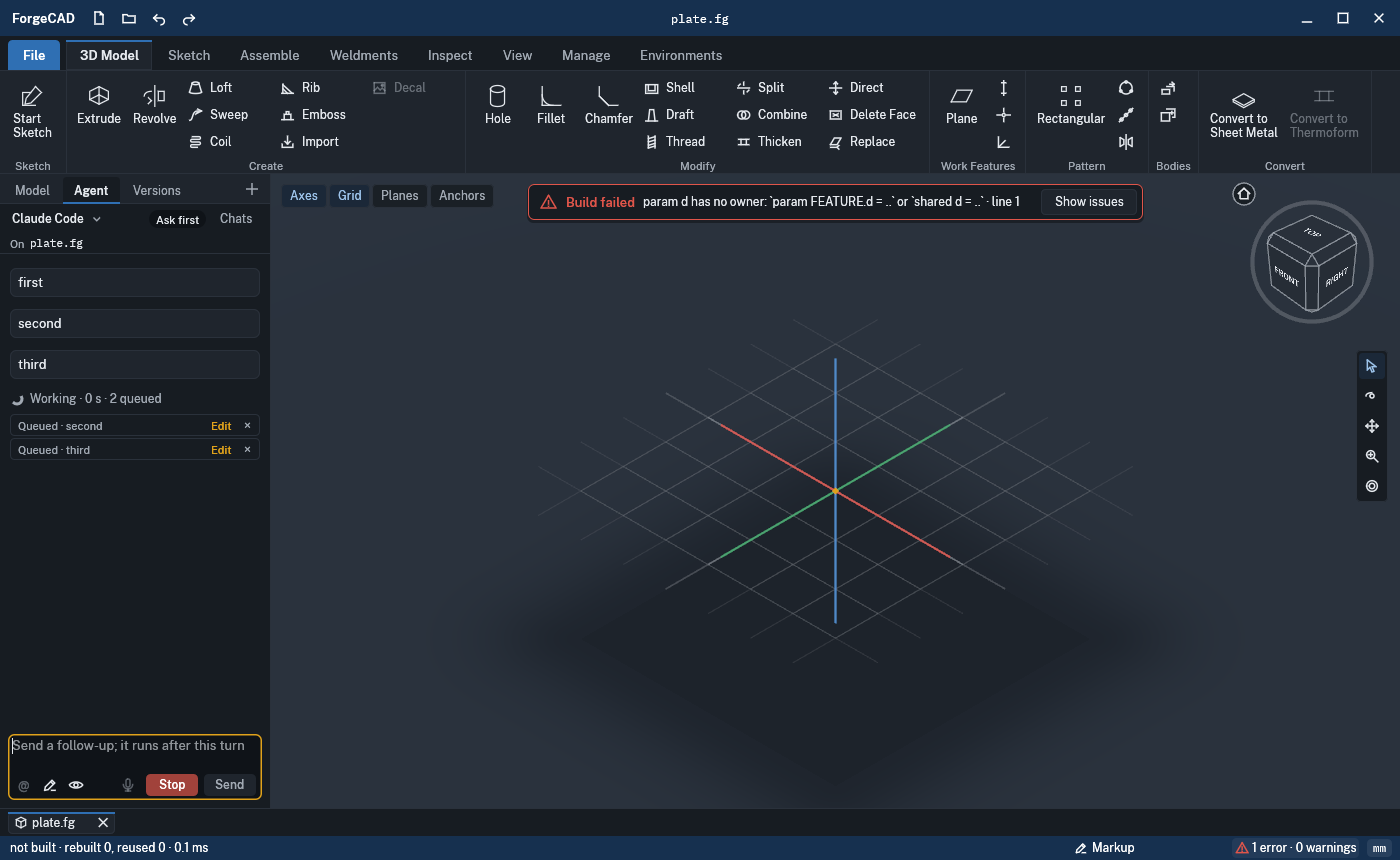 ForgeCAD
plate.fg
File
3D Model
Sketch
Assemble
Weldments
Inspect
View
Manage
Environments
Start
Sketch
Extrude
Revolve
Loft
Sweep
Coil
Rib
Emboss
Import
Decal
Hole
Fillet
Chamfer
Shell
Draft
Thread
Split
Combine
Thicken
Direct
Delete Face
Replace
Plane
Rectangular
Convert to
Sheet Metal
Convert to
Thermoform
Sketch
Create
Modify
Work Features
Pattern
Bodies
Convert
Model
Agent
Versions
Claude Code
Ask first
Chats
On plate.fg
first
second
third
Working · 0 s · 2 queued
Queued · second
Edit ×
Queued · third
Edit ×
Send a follow-up; it runs after this turn
@
Stop
Send
Axes
Grid
Planes
Anchors
Build failed param d has no owner: `param FEATURE.d = ..` or `shared d = ..` · line 1
Show issues
TOP
FRONT
RIGHT
plate.fg
not built · rebuilt 0, reused 0 · 0.1 ms
Markup
1 error · 0 warnings
mm